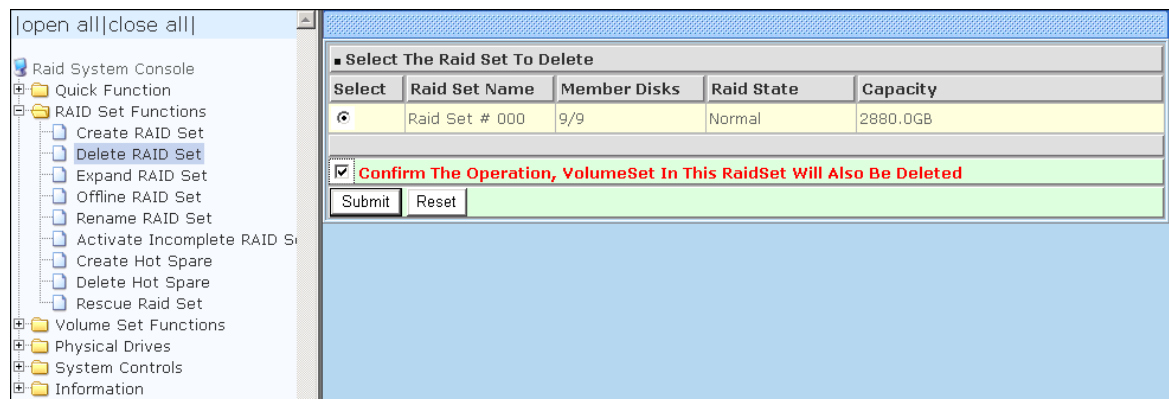 |open all|close all|
Raid System Console
Quick Function
RAID Set Functions
Create RAID Set
Delete RAID Set
Expand RAID Set
Offline RAID Set
Rename RAID Set
Activate Incomplete RAID
Create Hot Spare
Delete Hot Spare
Rescue Raid Set
Volume Set Functions
Physical Drives
System Controls
Information
Select The Raid Set To Delete
Select Raid Set Name Member Disks Raid State Capacity
Raid Set # 000 9/9 Normal 2880.0GB
Confirm The Operation, VolumeSet In This RaidSet Will Also Be Deleted
Submit Reset